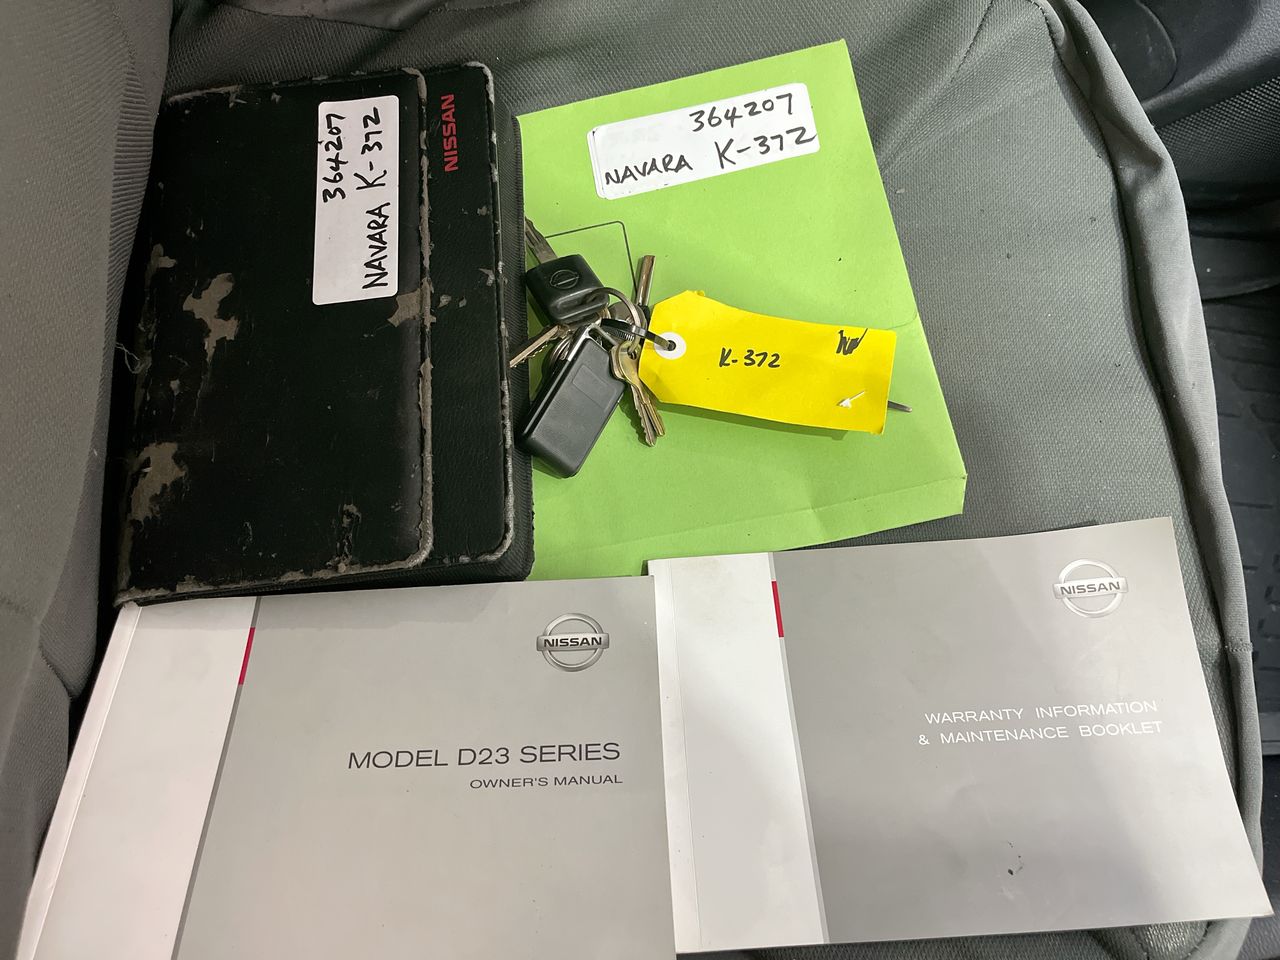 364207
NAVARA K-372
NISSAN
364207
NAVARA K-372
K-372
NISSAN
MODEL D23 SERIES
OWNER'S MANUAL
NISSAN
WARRANTY INFORMATION
& MAINTENANCE BOOKLET